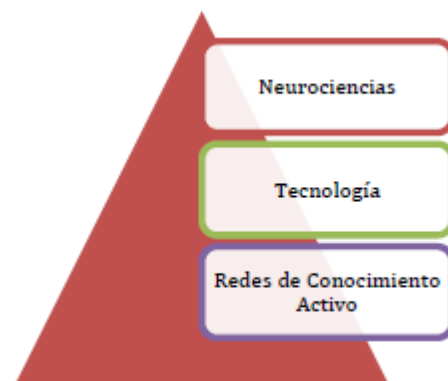 Neurociencias
Tecnología
Redes de Conocimiento
Activo